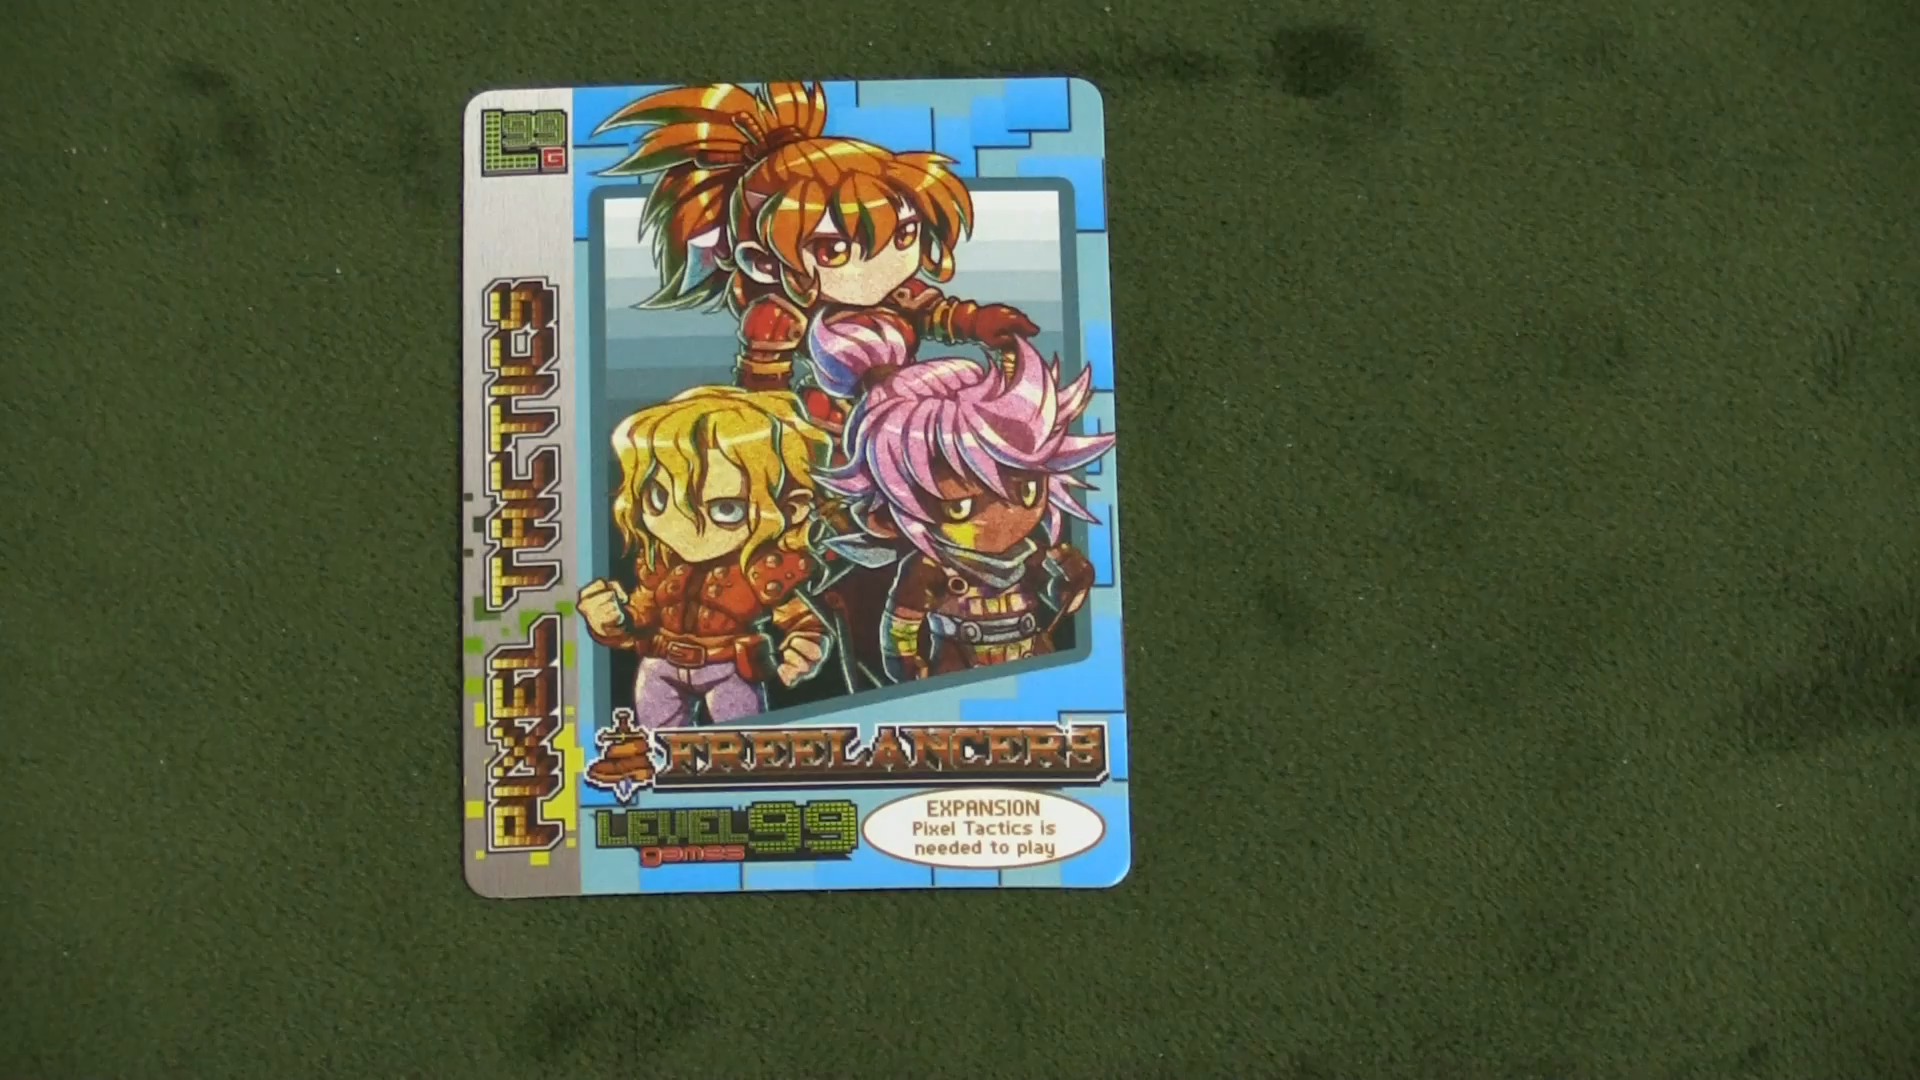 L99
G
PIXEL TACTICS
FREELANCERS
LEVEL 99
games
EXPANSION
Pixel Tactics is
needed to play